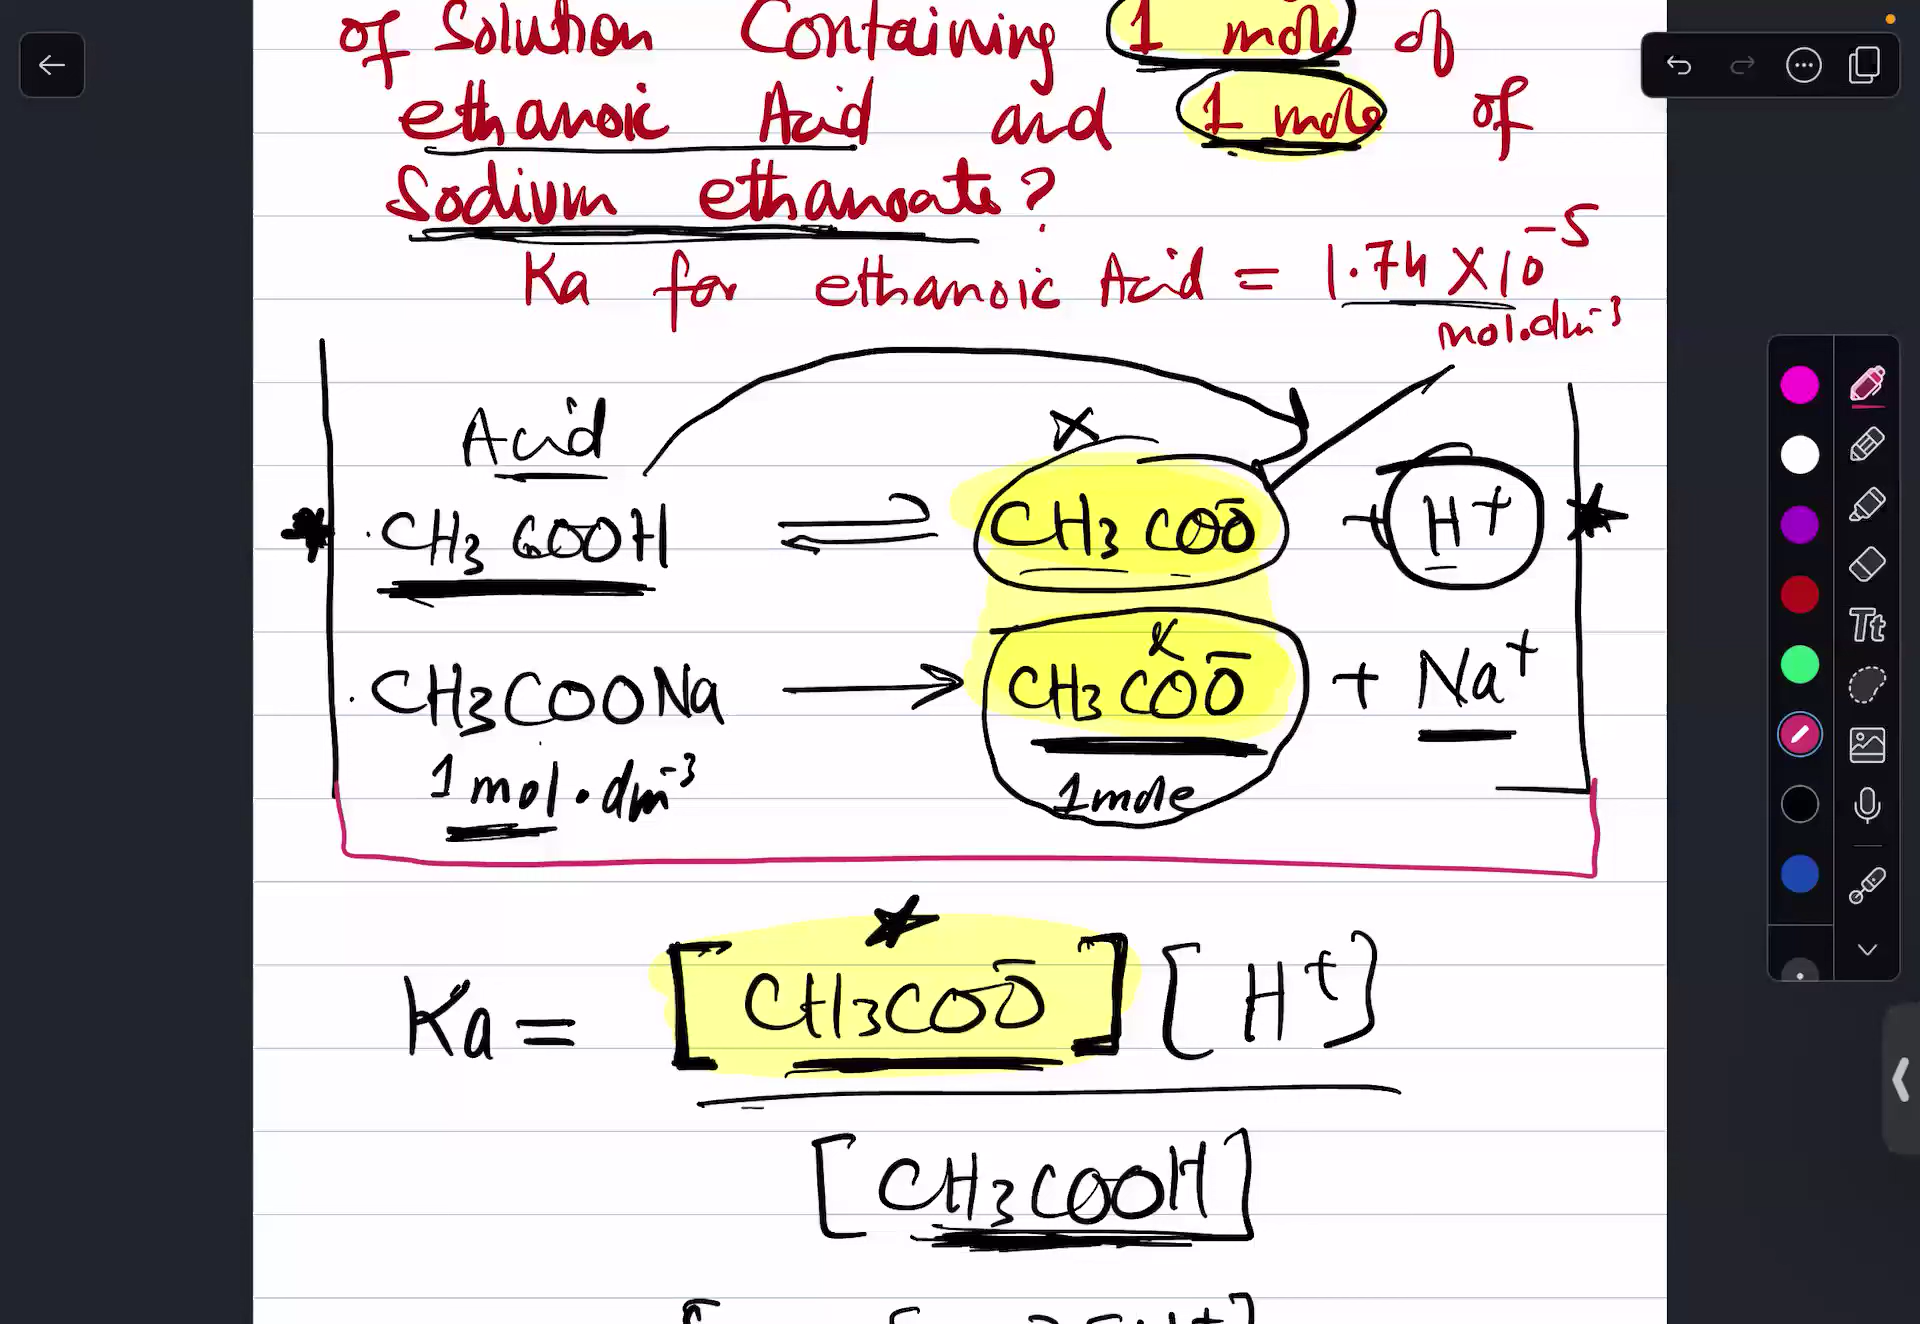 of Solution Containing 1 mole of
ethanoic Acid and 1 mole of
Sodium ethanoate?
Ka for ethanoic Acid = 1.74 X 10⁻⁵
mol.dm⁻³
Acid
CH3COOH ⇌ CH3COO⁻ + H⁺
CH3COONa → CH3COO⁻ + Na⁺
1 mol . dm⁻³ 1mole
Ka = [CH3COO⁻] [H⁺]
[CH3COOH]
Tt